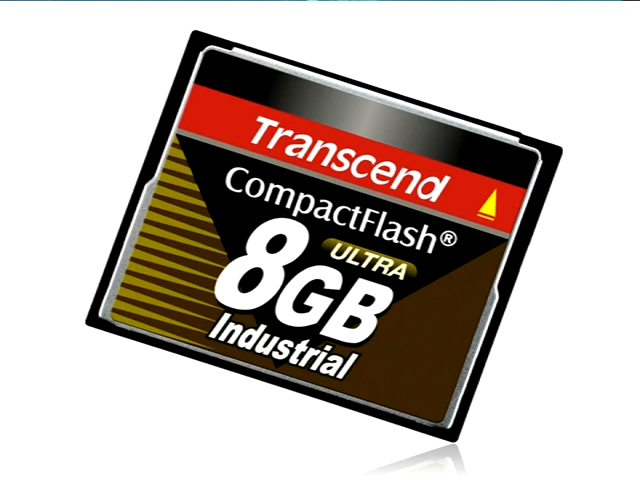 Transcend
CompactFlash®
ULTRA
8GB
Industrial